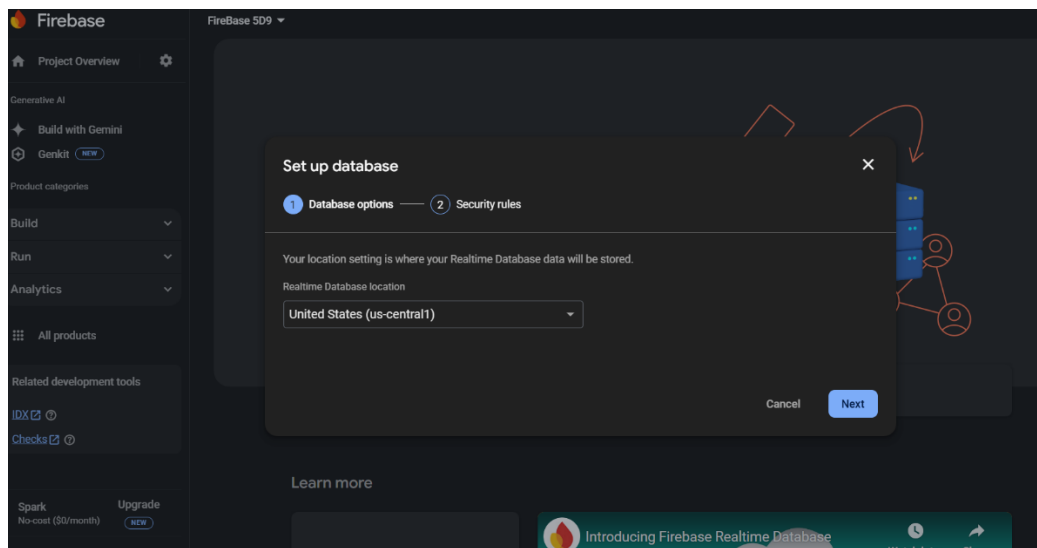 Firebase
FireBase 5D9
Project Overview
Generative AI
Build with Gemini
Genkit NEW
Product categories
Build
Run
Analytics
All products
Related development tools
IDX
Checks
Spark
No-cost ($0/month)
Upgrade
NEW
Set up database
1 Database options
2 Security rules
Your location setting is where your Realtime Database data will be stored.
Realtime Database location
United States (us-central1)
Cancel
Next
Learn more
Introducing Firebase Realtime Database